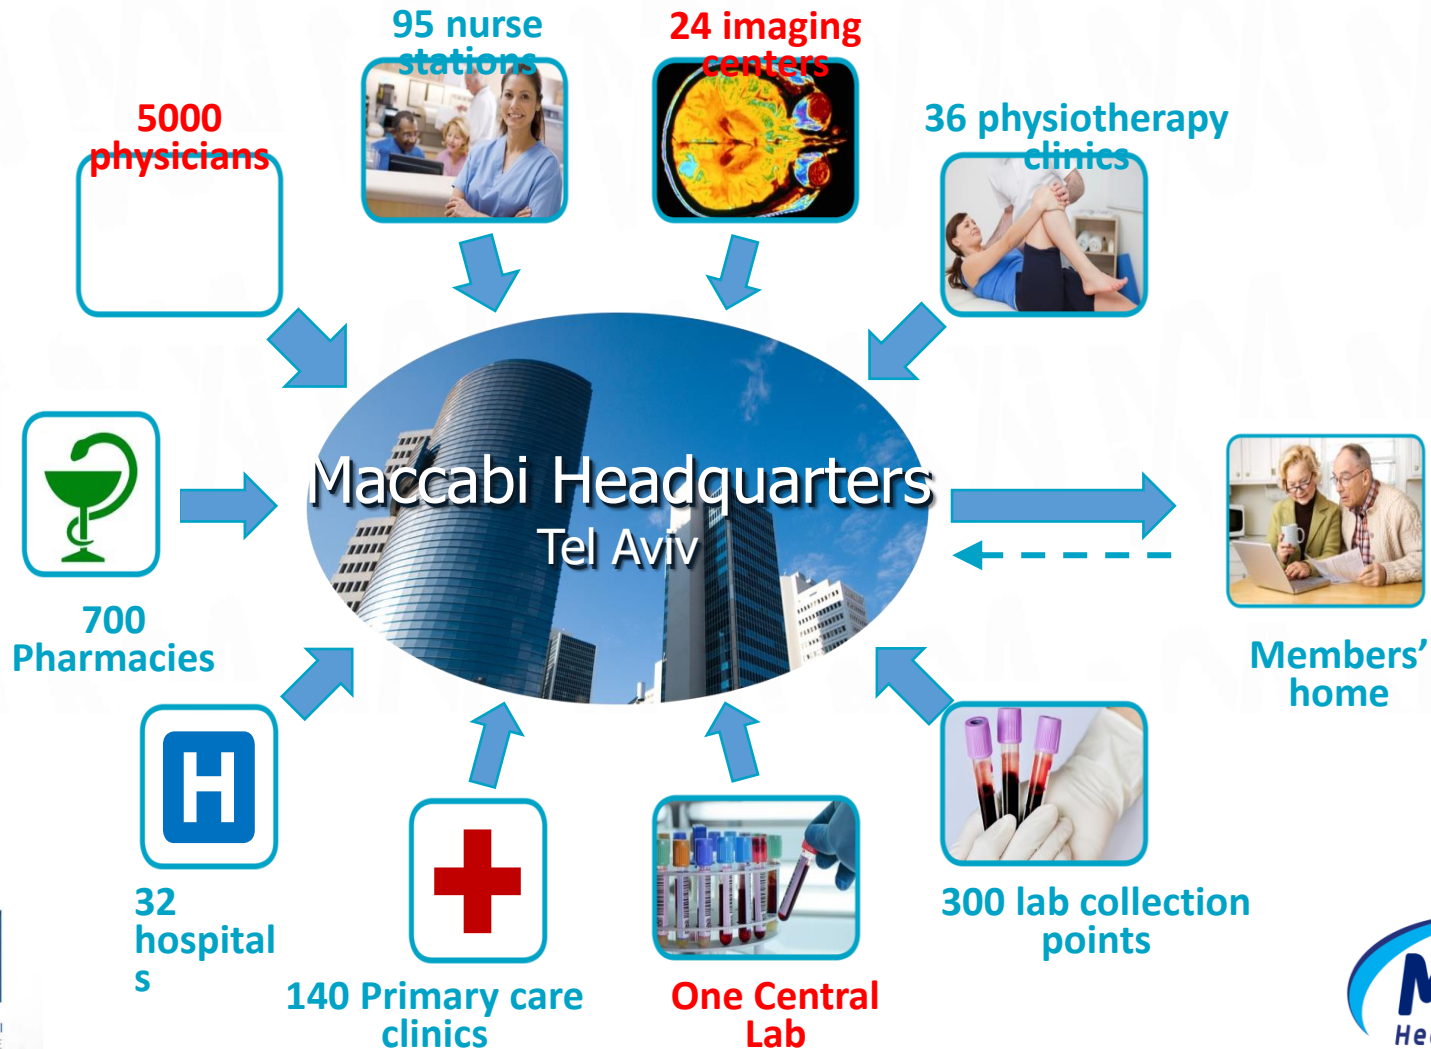 95 nurse
stations
24 imaging
centers
5000
physicians
36 physiotherapy
clinics
Maccabi Headquarters
Tel Aviv
700
Pharmacies
Members’
home
H
32
hospital
s
300 lab collection
points
140 Primary care
clinics
One Central
Lab